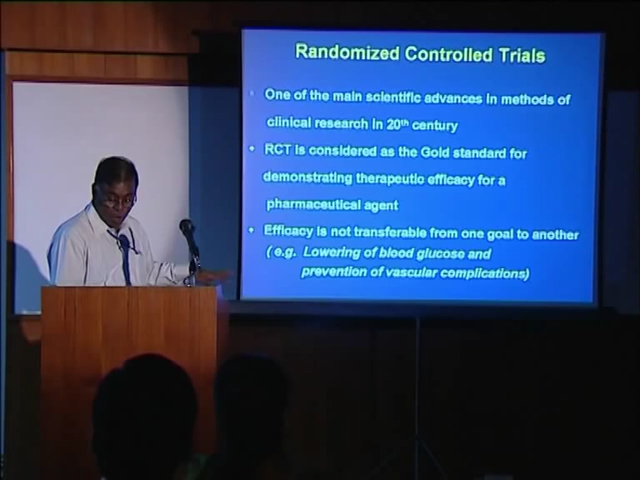 Randomized Controlled Trials
• One of the main scientific advances in methods of
clinical research in 20th century
• RCT is considered as the Gold standard for
demonstrating therapeutic efficacy for a
pharmaceutical agent
• Efficacy is not transferable from one goal to another
( e.g. Lowering of blood glucose and
prevention of vascular complications)